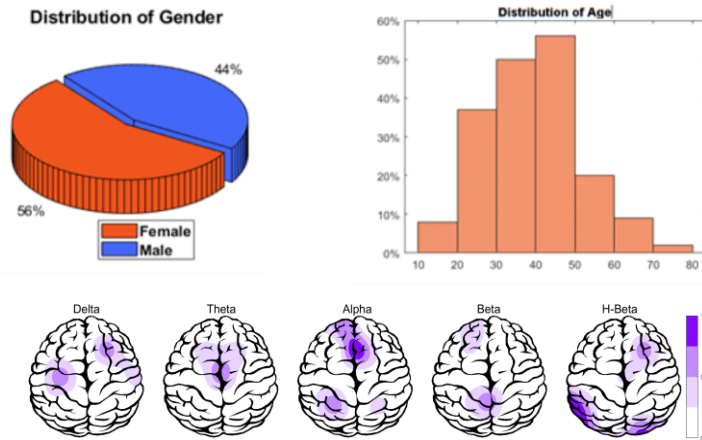 Distribution of Gender
44%
56%
Female
Male
Distribution of Age
60%
50%
40%
30%
20%
10%
0%
10 20 30 40 50 60 70 80
Delta Theta Alpha Beta H-Beta